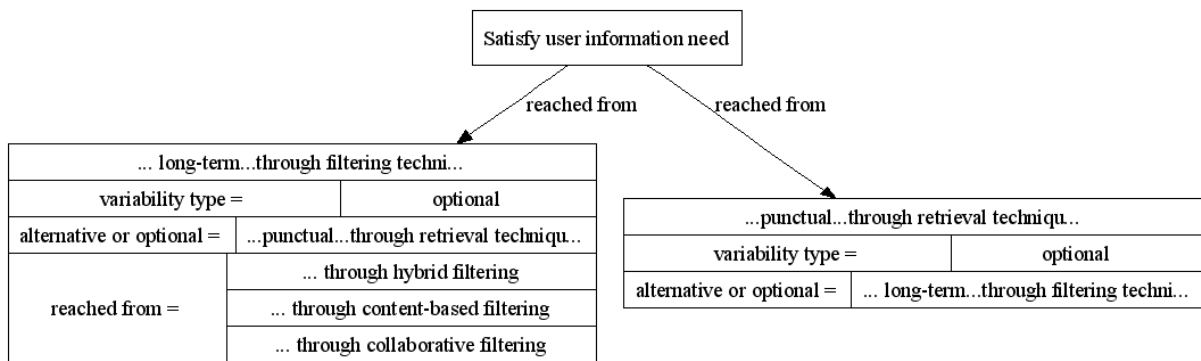 Satisfy user information need
reached from
reached from
... long-term...through filtering techni...
variability type =
optional
alternative or optional =
...punctual...through retrieval techniqu...
reached from =
... through hybrid filtering
... through content-based filtering
... through collaborative filtering
...punctual...through retrieval techniqu...
variability type =
optional
alternative or optional =
... long-term...through filtering techni...